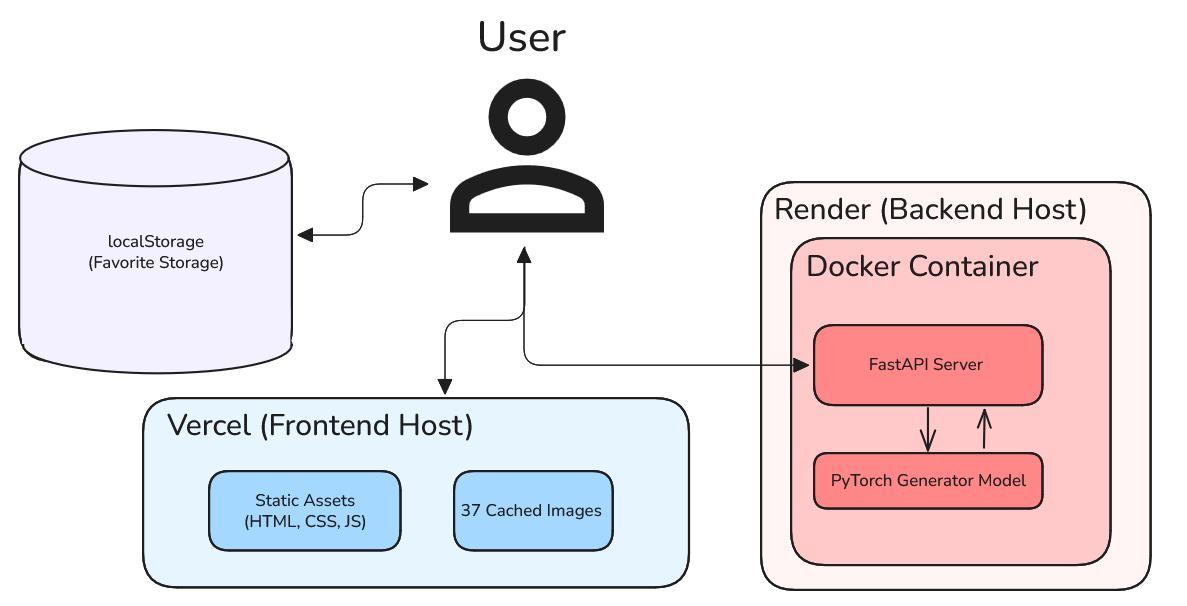 User
localStorage
(Favorite Storage)
Render (Backend Host)
Docker Container
FastAPI Server
PyTorch Generator Model
Vercel (Frontend Host)
Static Assets
(HTML, CSS, JS)
37 Cached Images